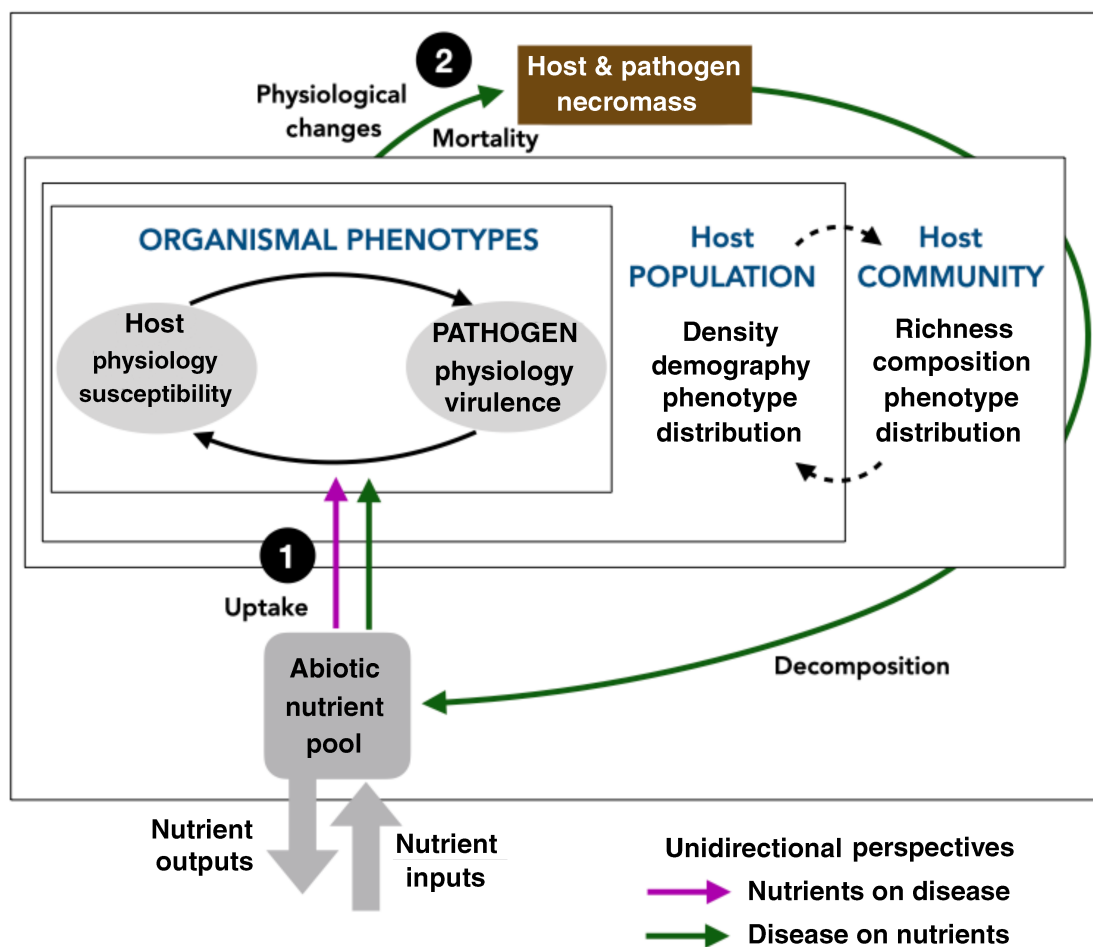 2
Host & pathogen
necromass
Physiological
changes
Mortality
ORGANISMAL PHENOTYPES
Host
physiology
susceptibility
PATHOGEN
physiology
virulence
Host
POPULATION
Density
demography
phenotype
distribution
Host
COMMUNITY
Richness
composition
phenotype
distribution
1
Uptake
Abiotic
nutrient
pool
Decomposition
Nutrient
outputs
Nutrient
inputs
Unidirectional perspectives
Nutrients on disease
Disease on nutrients